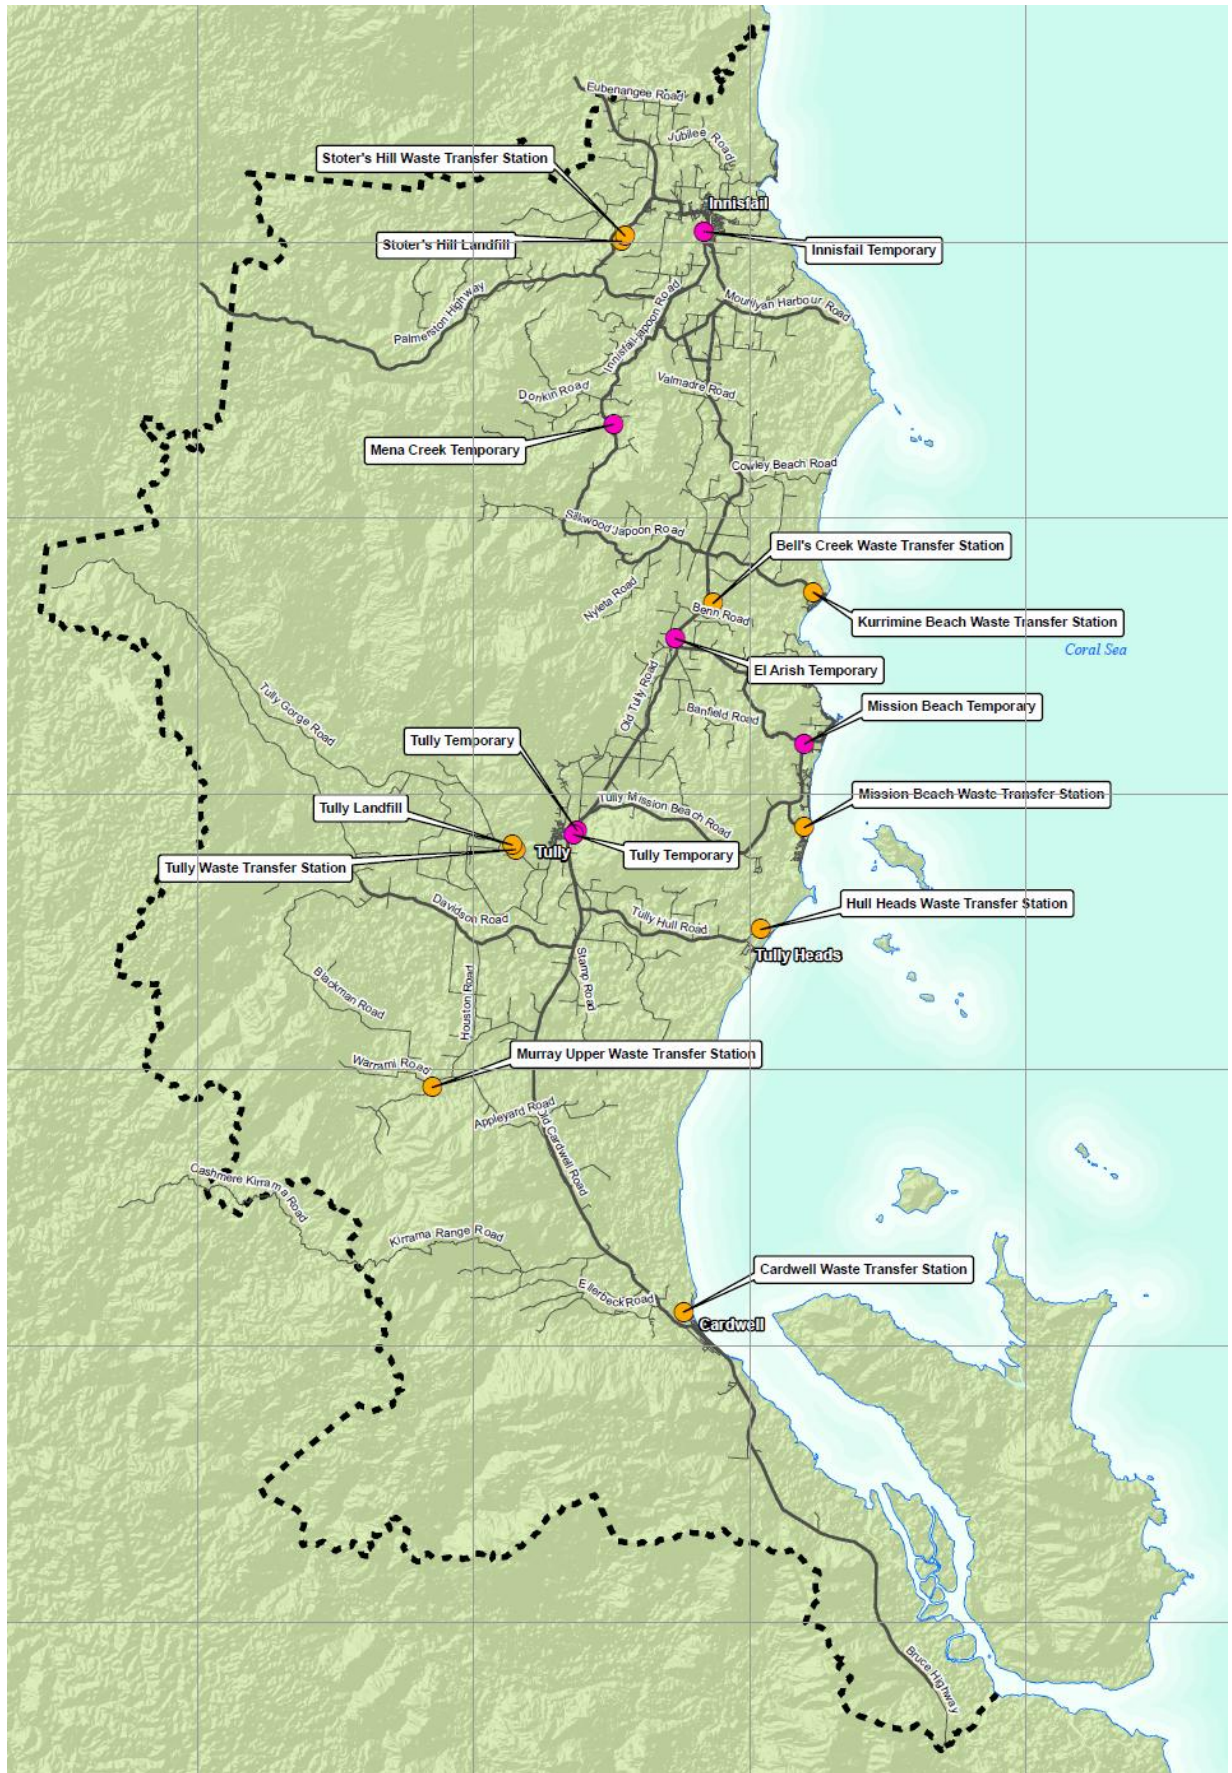 Eubenangee Road
Jubilee Road
Stoter's Hill Waste Transfer Station
Innisfail
Stoter's Hill Landfill
Innisfail Temporary
Palmerston Highway
Innisfail Japoon Road
Mourilyan Harbour Road
Donkin Road
Valmadre Road
Mena Creek Temporary
Cowley Beach Road
Silkwood Japoon Road
Bell's Creek Waste Transfer Station
Nyleta Road
Benn Road
Kurrimine Beach Waste Transfer Station
Coral Sea
El Arish Temporary
Tully Gorge Road
Old Tully Road
Banfield Road
Mission Beach Temporary
Tully Temporary
Mission Beach Waste Transfer Station
Tully Landfill
Tully Mission Beach Road
Tully
Tully Temporary
Tully Waste Transfer Station
Davidson Road
Tully Hull Road
Hull Heads Waste Transfer Station
Tully Heads
Stamp Road
Blackman Road
Houston Road
Murray Upper Waste Transfer Station
Warrami Road
Appleyard Road
Old Cardwell Road
Cashmere Kirrama Road
Kirrama Range Road
Cardwell Waste Transfer Station
Ellerbeck Road
Cardwell
Bruce Highway